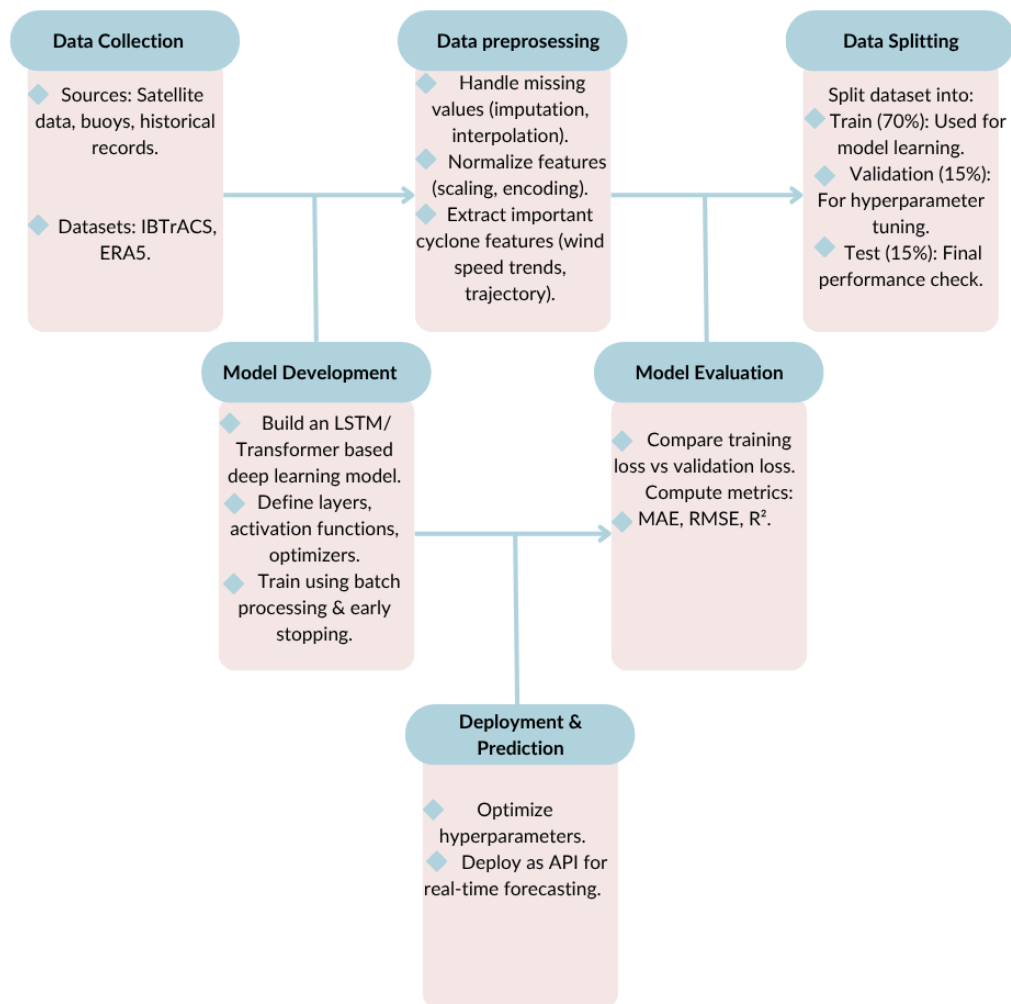 Data Collection
Sources: Satellite
data, buoys, historical
records.
Datasets: IBTrACS,
ERA5.
Data preprosessing
Handle missing
values (imputation,
interpolation).
Normalize features
(scaling, encoding).
Extract important
cyclone features (wind
speed trends,
trajectory).
Data Splitting
Split dataset into:
Train (70%): Used for
model learning.
Validation (15%):
For hyperparameter
tuning.
Test (15%): Final
performance check.
Model Development
Build an LSTM/
Transformer based
deep learning model.
Define layers,
activation functions,
optimizers.
Train using batch
processing & early
stopping.
Model Evaluation
Compare training
loss vs validation loss.
Compute metrics:
MAE, RMSE, R².
Deployment &
Prediction
Optimize
hyperparameters.
Deploy as API for
real-time forecasting.